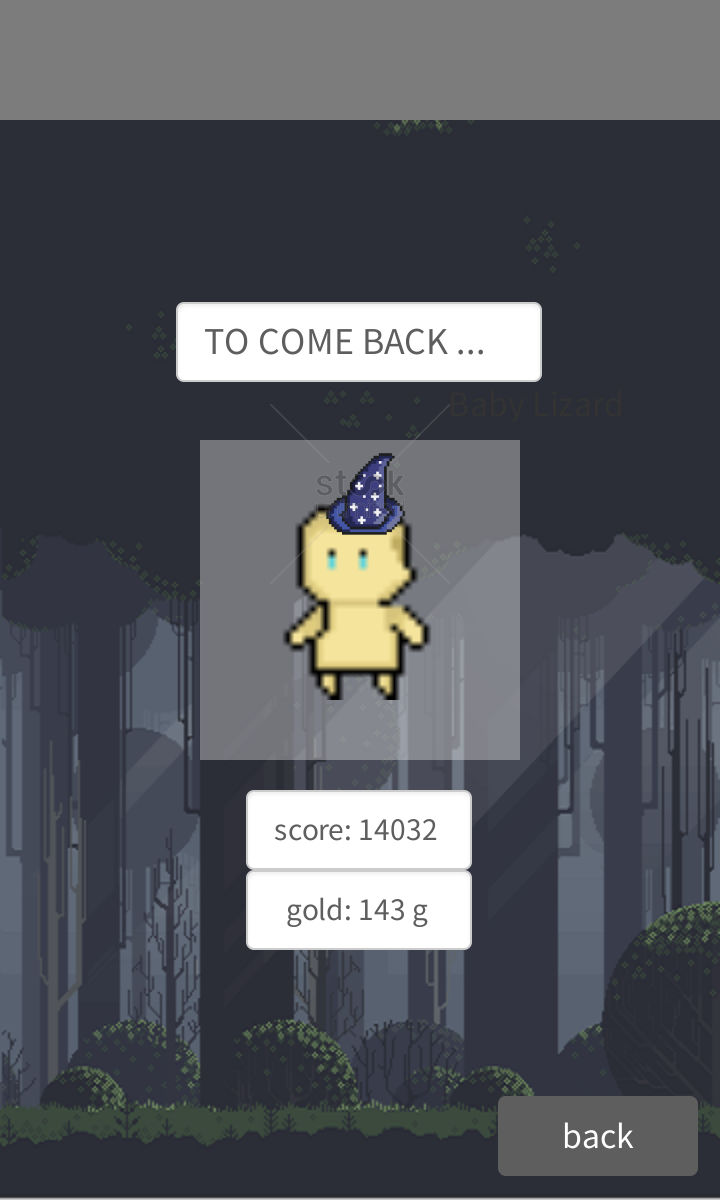 TO COME BACK ...
Baby Lizard
score: 14032
gold: 143 g
back